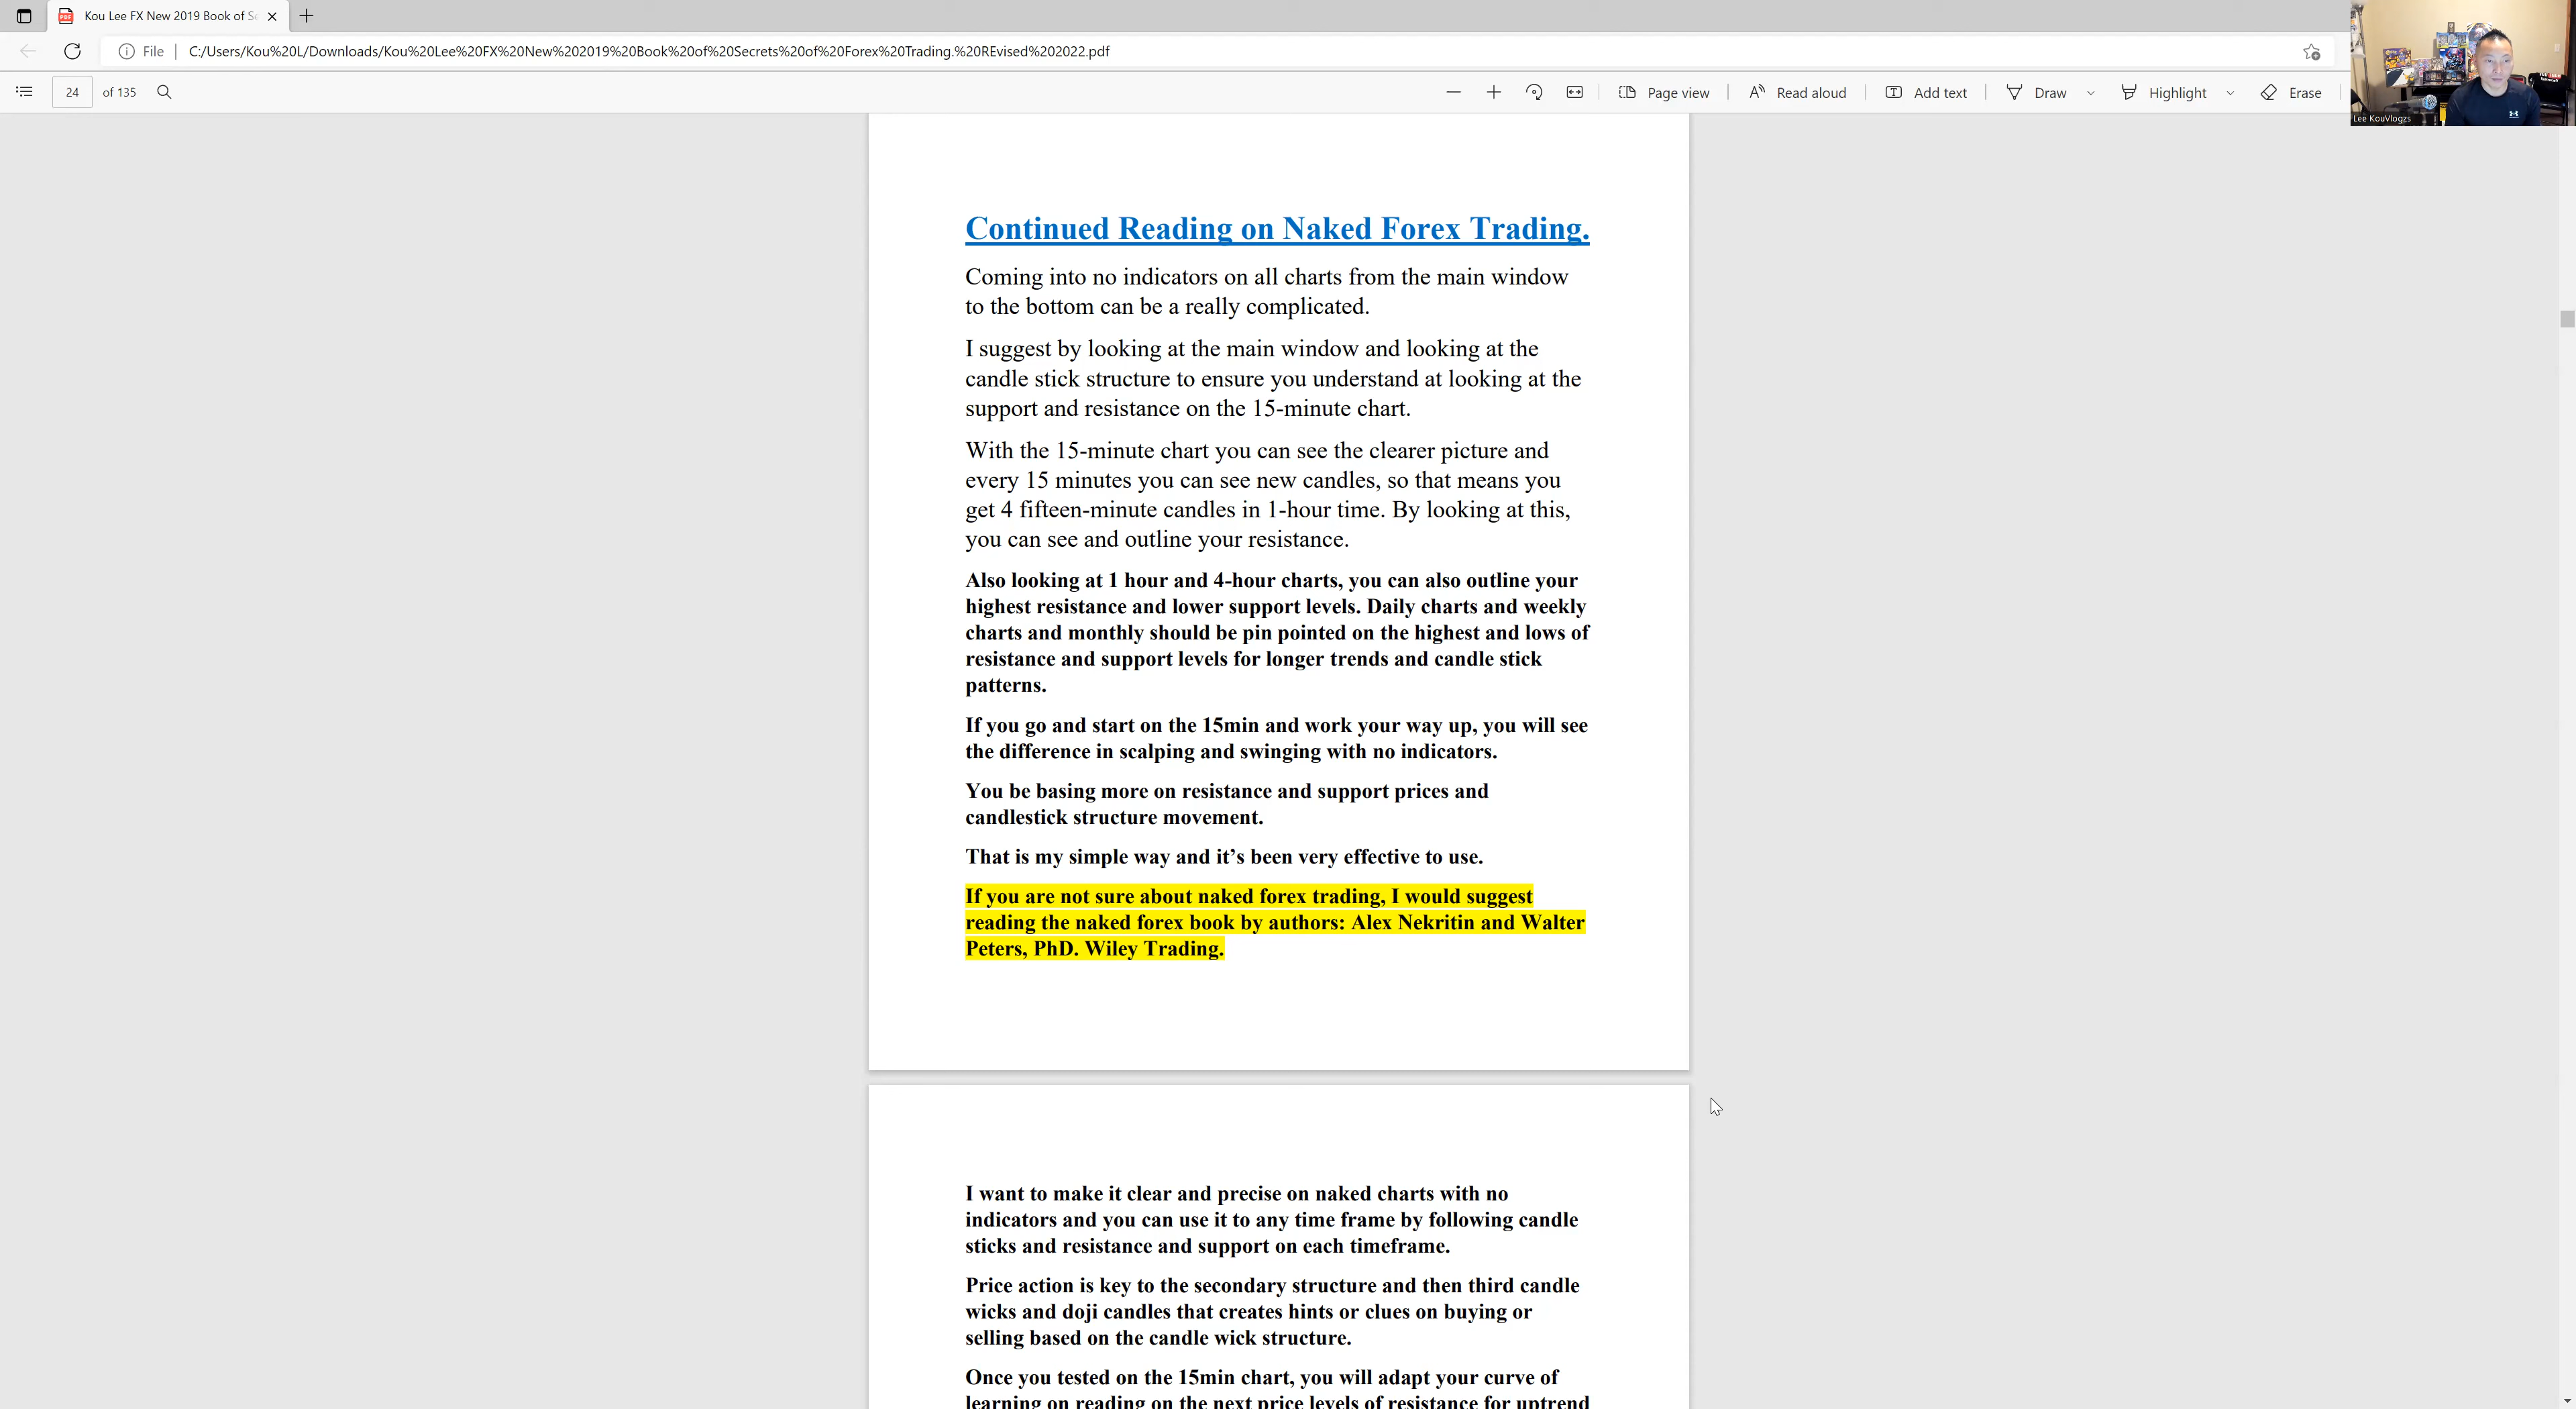 Kou Lee FX New 2019 Book of Se
File
C:/Users/Kou%20L/Downloads/Kou%20Lee%20FX%20New%202019%20Book%20of%20Secrets%20of%20Forex%20Trading.%20REvised%202022.pdf
24 of 135
Page view
Read aloud
Add text
Draw
Highlight
Erase
Lee KouVlogzs
Continued Reading on Naked Forex Trading.
Coming into no indicators on all charts from the main window
to the bottom can be a really complicated.
I suggest by looking at the main window and looking at the
candle stick structure to ensure you understand at looking at the
support and resistance on the 15-minute chart.
With the 15-minute chart you can see the clearer picture and
every 15 minutes you can see new candles, so that means you
get 4 fifteen-minute candles in 1-hour time. By looking at this,
you can see and outline your resistance.
Also looking at 1 hour and 4-hour charts, you can also outline your
highest resistance and lower support levels. Daily charts and weekly
charts and monthly should be pin pointed on the highest and lows of
resistance and support levels for longer trends and candle stick
patterns.
If you go and start on the 15min and work your way up, you will see
the difference in scalping and swinging with no indicators.
You be basing more on resistance and support prices and
candlestick structure movement.
That is my simple way and it’s been very effective to use.
If you are not sure about naked forex trading, I would suggest
reading the naked forex book by authors: Alex Nekritin and Walter
Peters, PhD. Wiley Trading.
I want to make it clear and precise on naked charts with no
indicators and you can use it to any time frame by following candle
sticks and resistance and support on each timeframe.
Price action is key to the secondary structure and then third candle
wicks and doji candles that creates hints or clues on buying or
selling based on the candle wick structure.
Once you tested on the 15min chart, you will adapt your curve of
learning on reading on the next price levels of resistance for uptrend